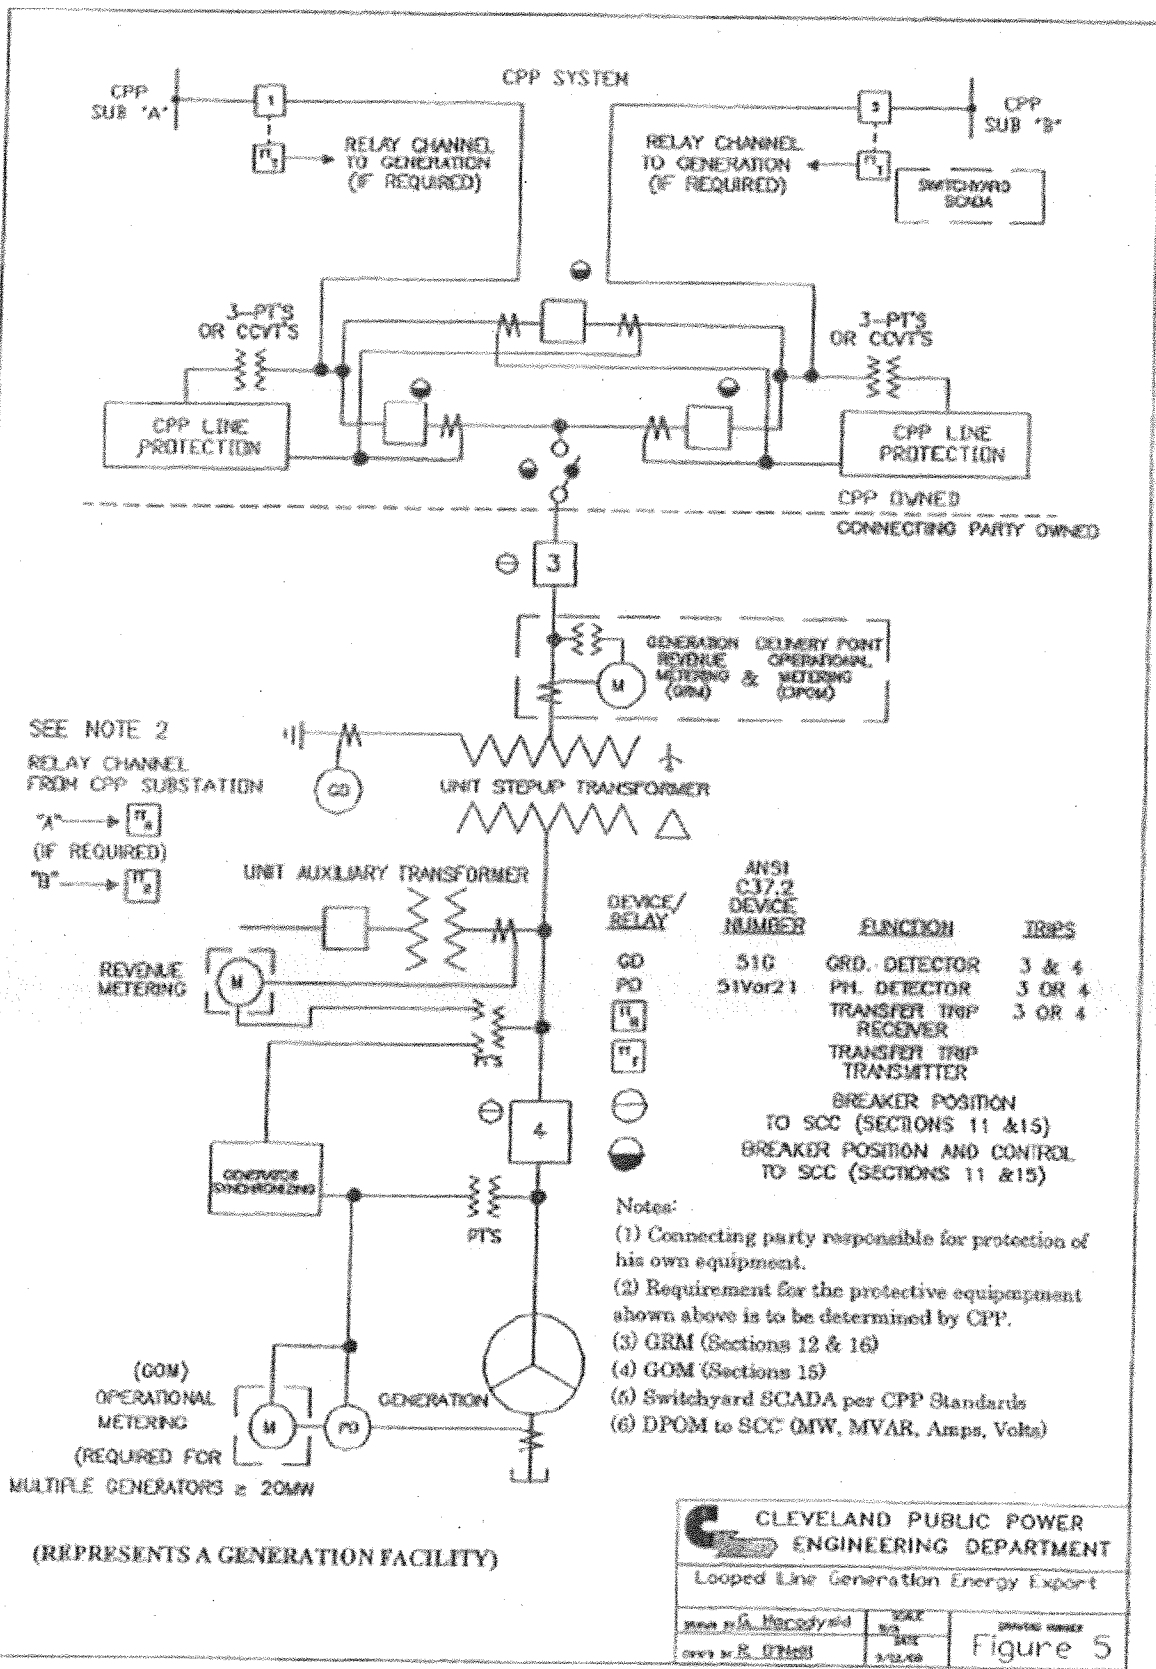 CPP SYSTEM
CPP
SUB "A"
1
RELAY CHANNEL
TO GENERATION
(IF REQUIRED)
RELAY CHANNEL
TO GENERATION
(IF REQUIRED)
CPP
SUB "B"
SWITCHYARD
SCADA
3-PT'S
OR CCVT'S
3-PT'S
OR CCVT'S
CPP LINE
PROTECTION
CPP LINE
PROTECTION
CPP OWNED
CONNECTING PARTY OWNED
3
GENERATION
REVENUE
METERING
(GRM)
&
DELIVERY POINT
OPERATIONAL
METERING
(DPOM)
M
SEE NOTE 2
RELAY CHANNEL
FROM CPP SUBSTATION
"A"
(IF REQUIRED)
"B"
GD
UNIT STEPUP TRANSFORMER
UNIT AUXILIARY TRANSFORMER
REVENUE
METERING
M
PT'S
4
GENERATOR
SYNCHRONIZING
PT'S
DEVICE/
RELAY
ANSI
C37.2
DEVICE
NUMBER
FUNCTION
TRIPS
GD 51G GRD. DETECTOR 3 & 4
PD 51Vor21 PH. DETECTOR 3 OR 4
TRANSFER TRIP
RECEIVER
3 OR 4
TRANSFER TRIP
TRANSMITTER
BREAKER POSITION
TO SCC (SECTIONS 11 &15)
BREAKER POSITION AND CONTROL
TO SCC (SECTIONS 11 &15)
Notes:
(1) Connecting party responsible for protection of
his own equipment.
(2) Requirement for the protective equipmpment
shown above is to be determined by CPP.
(3) GRM (Sections 12 & 16)
(4) GOM (Sections 15)
(5) Switchyard SCADA per CPP Standards
(6) DPOM to SCC (MW, MVAR, Amps, Volts)
(GOM)
OPERATIONAL
METERING
(REQUIRED FOR
MULTIPLE GENERATORS ≥ 20MW
M
PD
GENERATION
(REPRESENTS A GENERATION FACILITY)
CLEVELAND PUBLIC POWER
ENGINEERING DEPARTMENT
Looped Line Generation Energy Export
DRAWN BY
SCALE
DATE
DRAWING NUMBER
Figure 5